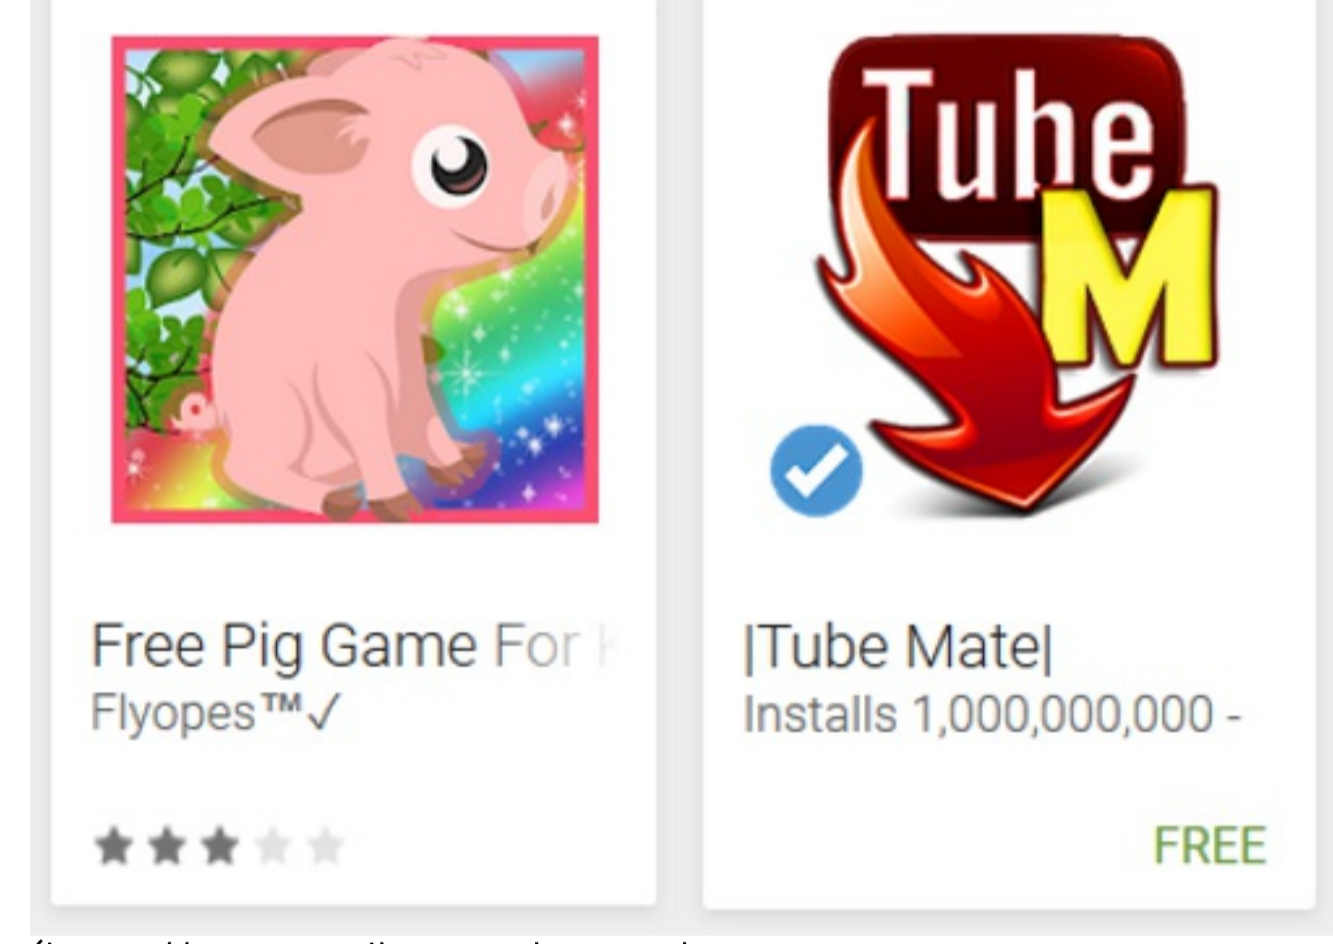 Tube
M
Free Pig Game For
Flyopes™✓
|Tube Mate|
Installs 1,000,000,000 -
FREE